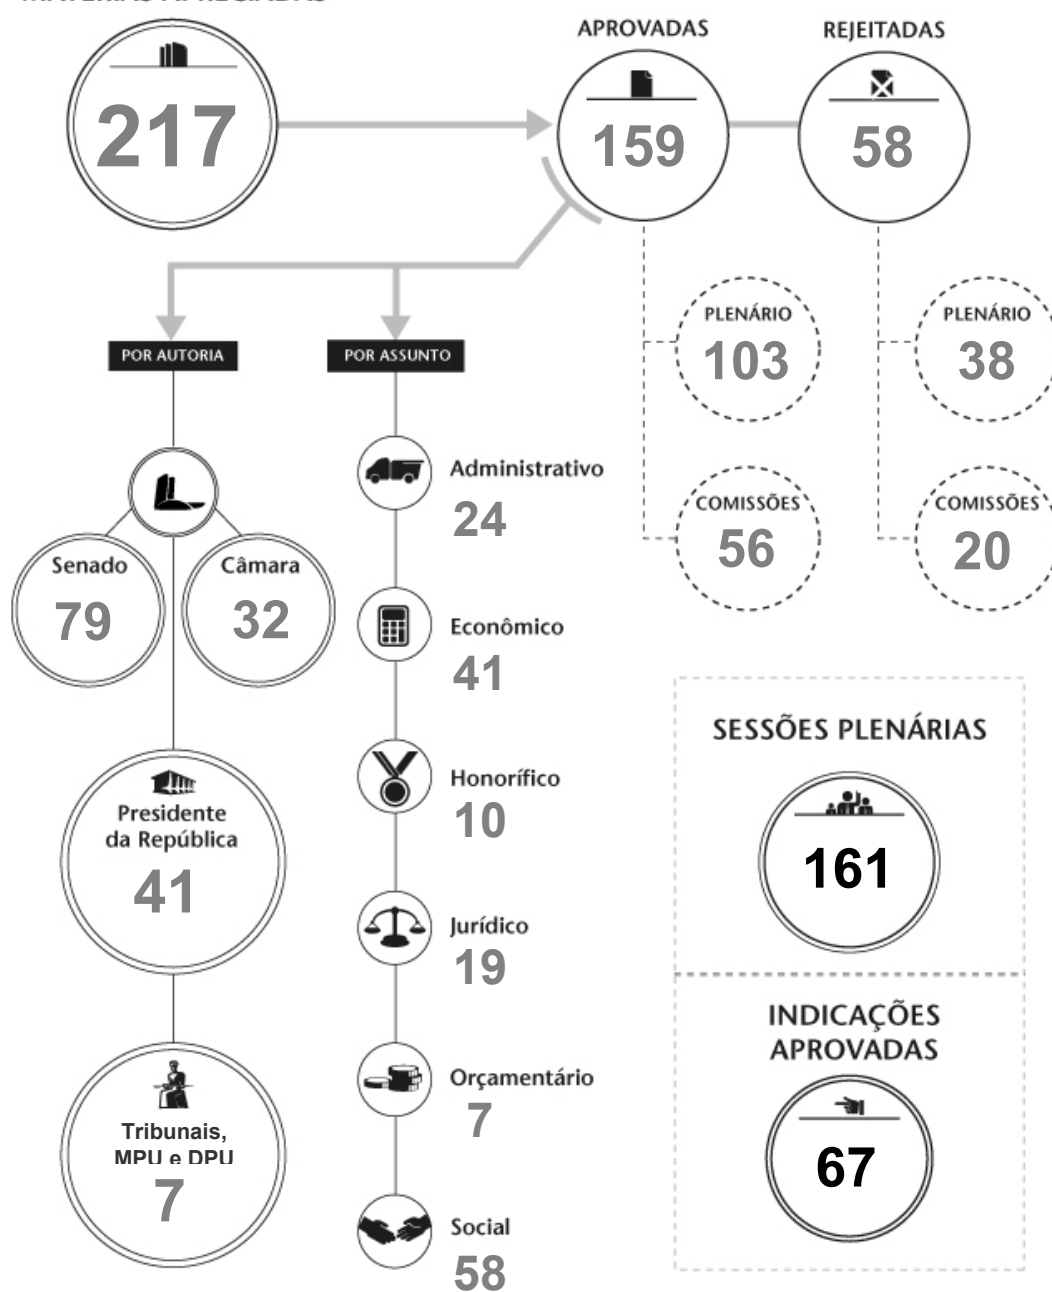 217
APROVADAS
159
REJEITADAS
58
PLENÁRIO
103
COMISSÕES
56
PLENÁRIO
38
COMISSÕES
20
POR AUTORIA
Senado
79
Câmara
32
Presidente
da República
41
Tribunais,
MPU e DPU
7
POR ASSUNTO
Administrativo
24
Econômico
41
Honorífico
10
Jurídico
19
Orçamentário
7
Social
58
SESSÕES PLENÁRIAS
161
INDICAÇÕES
APROVADAS
67